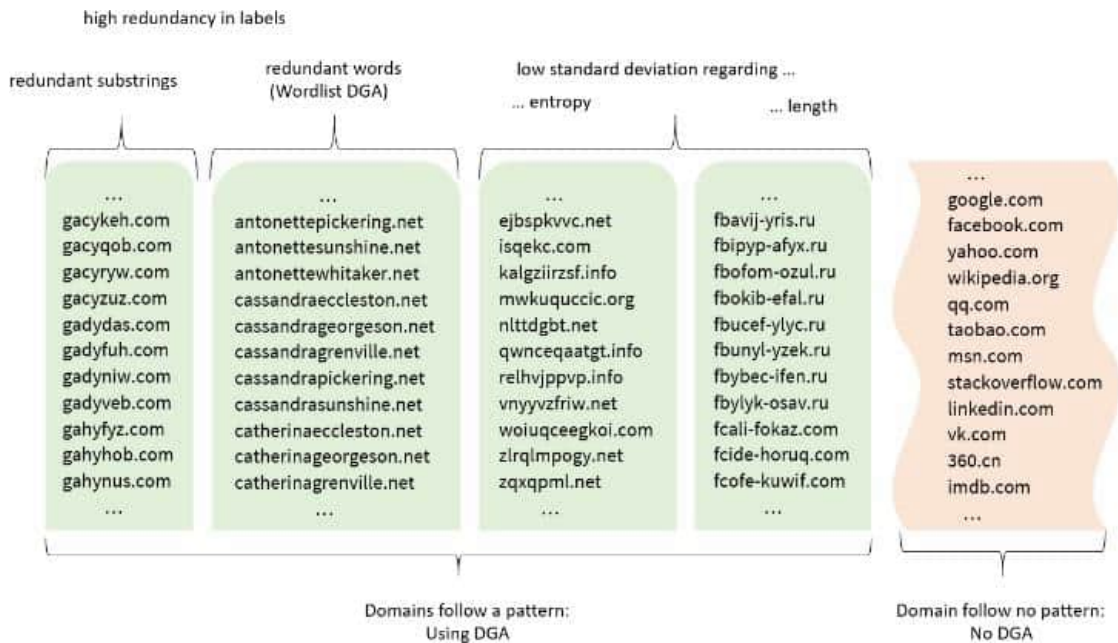 high redundancy in labels
redundant substrings
redundant words
(Wordlist DGA)
low standard deviation regarding ...
... entropy
... length
...
gacykeh.com
gacyqob.com
gacyryw.com
gacyzuz.com
gadydas.com
gadyfuh.com
gadyniw.com
gadyveb.com
gahyfyz.com
gahyhob.com
gahynus.com
...
...
antonettepickering.net
antonettesunshine.net
antonettewhitaker.net
cassandraeccleston.net
cassandrageorgeson.net
cassandragrenville.net
cassandrapickering.net
cassandrasunshine.net
catherinaeccleston.net
catherinageorgeson.net
catherinagrenville.net
...
...
ejbspkvvc.net
isqekc.com
kalgziirzsf.info
mwkuquccic.org
nlttdgbt.net
qwnceqaatgt.info
relhvjppvp.info
vnyyvzfriw.net
woiuqceegkoi.com
zlrqlmpogy.net
zqxqpml.net
...
...
fbavij-yris.ru
fbipyp-afyx.ru
fbofom-ozul.ru
fbokib-efal.ru
fbucef-ylyc.ru
fbunyl-yzek.ru
fbybec-ifen.ru
fbylyk-osav.ru
fcali-fokaz.com
fcide-horuq.com
fcofe-kuwif.com
...
...
google.com
facebook.com
yahoo.com
wikipedia.org
qq.com
taobao.com
msn.com
stackoverflow.com
linkedin.com
vk.com
360.cn
imdb.com
...
Domains follow a pattern:
Using DGA
Domain follow no pattern:
No DGA